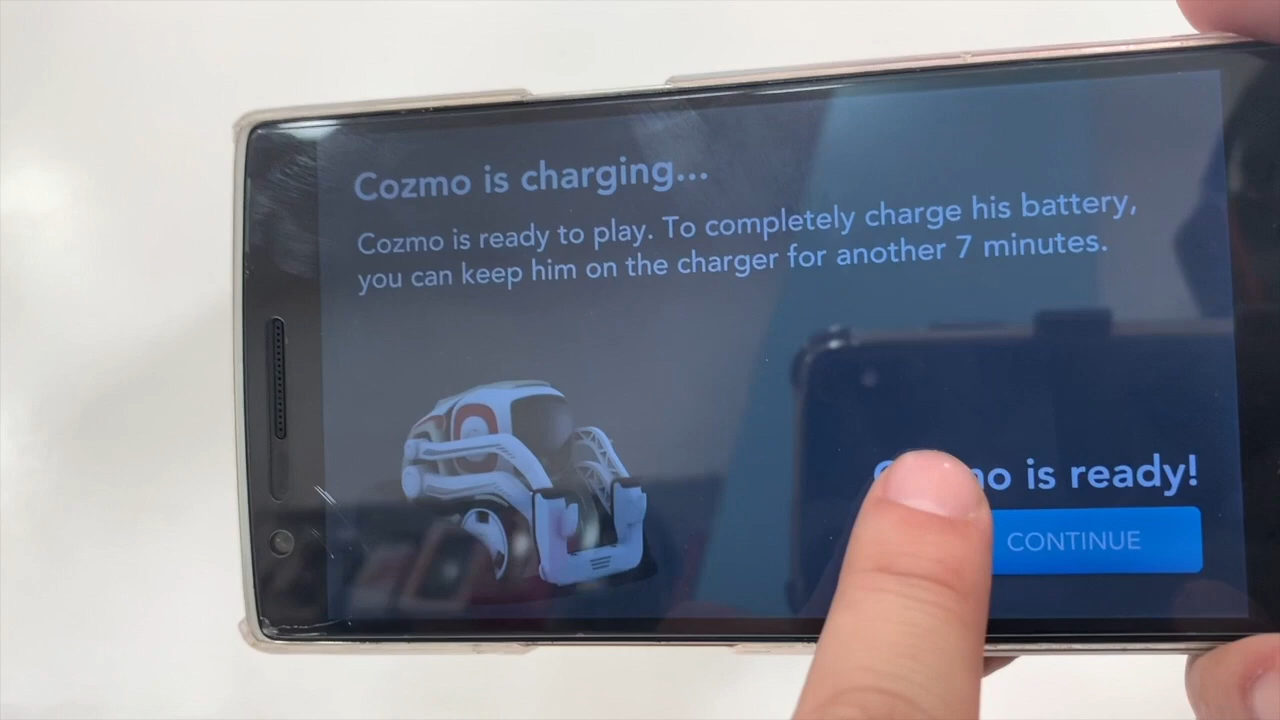 Cozmo is charging...
Cozmo is ready to play. To completely charge his battery,
you can keep him on the charger for another 7 minutes.
is ready!
CONTINUE